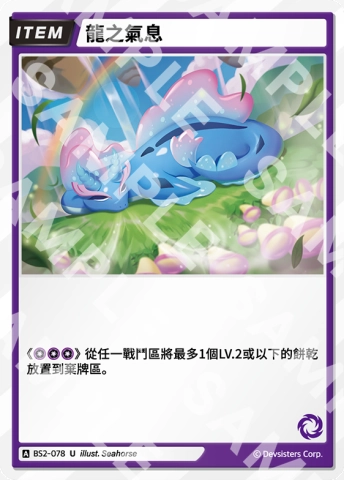 ITEM
龍之氣息
《》從任一戰鬥區將最多1個LV.2或以下的餅乾
放置到棄牌區。
A BS2-078 U illust. Seahorse
© Devsisters Corp.
SAMPLE